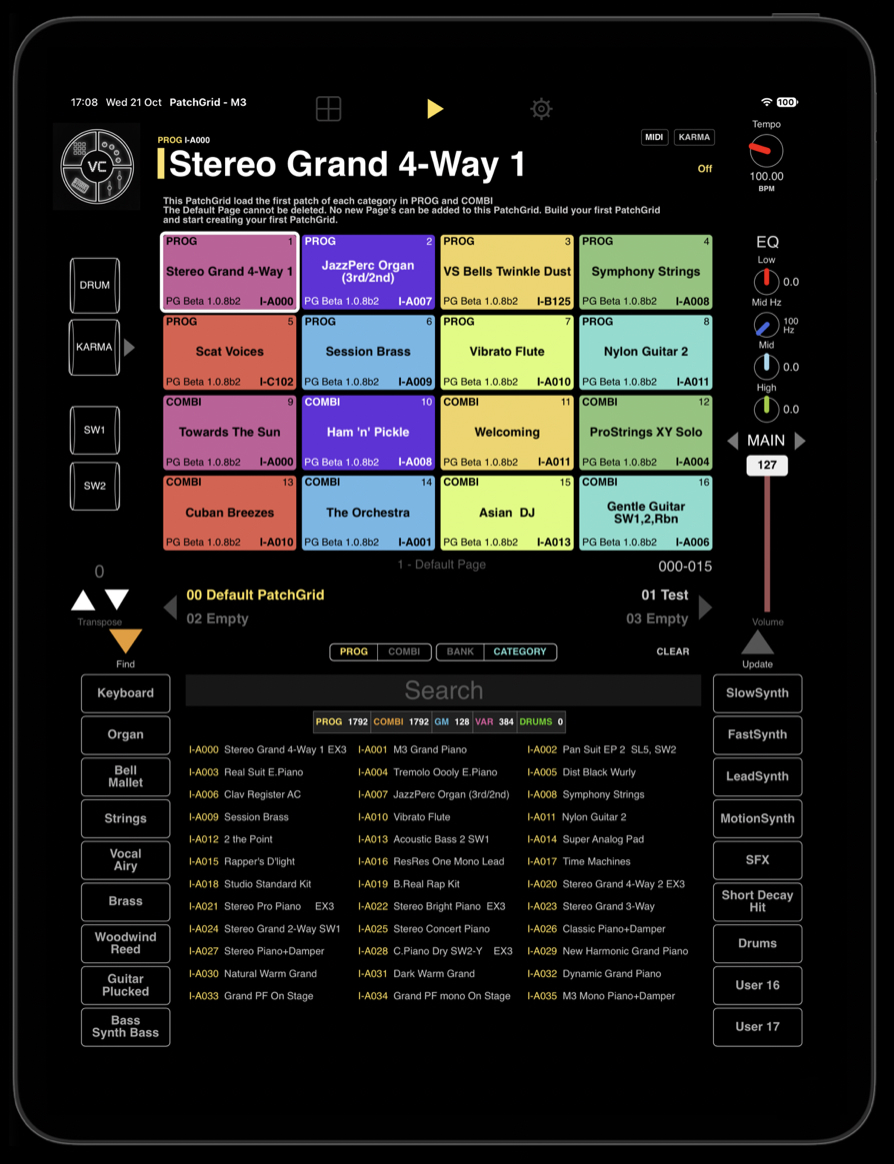 17:08 Wed 21 Oct PatchGrid - M3
100
VC
PROG I-A000
Stereo Grand 4-Way 1
MIDI KARMA
Off
Tempo
100.00
BPM
This PatchGrid load the first patch of each category in PROG and COMBI
The Default Page cannot be deleted. No new Page's can be added to this PatchGrid. Build your first PatchGrid
and start creating your first PatchGrid.
DRUM
KARMA
SW1
SW2
PROG 1
Stereo Grand 4-Way 1
PG Beta 1.0.8b2 I-A000
PROG 2
JazzPerc Organ
(3rd/2nd)
PG Beta 1.0.8b2 I-A007
PROG 3
VS Bells Twinkle Dust
PG Beta 1.0.8b2 I-B125
PROG 4
Symphony Strings
PG Beta 1.0.8b2 I-A008
PROG 5
Scat Voices
PG Beta 1.0.8b2 I-C102
PROG 6
Session Brass
PG Beta 1.0.8b2 I-A009
PROG 7
Vibrato Flute
PG Beta 1.0.8b2 I-A010
PROG 8
Nylon Guitar 2
PG Beta 1.0.8b2 I-A011
COMBI 9
Towards The Sun
PG Beta 1.0.8b2 I-A000
COMBI 10
Ham 'n' Pickle
PG Beta 1.0.8b2 I-A008
COMBI 11
Welcoming
PG Beta 1.0.8b2 I-A011
COMBI 12
ProStrings XY Solo
PG Beta 1.0.8b2 I-A004
COMBI 13
Cuban Breezes
PG Beta 1.0.8b2 I-A010
COMBI 14
The Orchestra
PG Beta 1.0.8b2 I-A001
COMBI 15
Asian DJ
PG Beta 1.0.8b2 I-A013
COMBI 16
Gentle Guitar
SW1,2,Rbn
PG Beta 1.0.8b2 I-A006
EQ
Low
0.0
Mid Hz
100
Hz
Mid
0.0
High
0.0
MAIN
127
Volume
1 - Default Page
000-015
0
Transpose
00 Default PatchGrid 01 Test
02 Empty 03 Empty
Find
PROG COMBI BANK CATEGORY CLEAR
Update
Search
PROG 1792 COMBI 1792 GM 128 VAR 384 DRUMS 0
Keyboard
Organ
Bell
Mallet
Strings
Vocal
Airy
Brass
Woodwind
Reed
Guitar
Plucked
Bass
Synth Bass
I-A000 Stereo Grand 4-Way 1 EX3 I-A001 M3 Grand Piano I-A002 Pan Suit EP 2 SL5, SW2
I-A003 Real Suit E.Piano I-A004 Tremolo Oooly E.Piano I-A005 Dist Black Wurly
I-A006 Clav Register AC I-A007 JazzPerc Organ (3rd/2nd) I-A008 Symphony Strings
I-A009 Session Brass I-A010 Vibrato Flute I-A011 Nylon Guitar 2
I-A012 2 the Point I-A013 Acoustic Bass 2 SW1 I-A014 Super Analog Pad
I-A015 Rapper's D'light I-A016 ResRes One Mono Lead I-A017 Time Machines
I-A018 Studio Standard Kit I-A019 B.Real Rap Kit I-A020 Stereo Grand 4-Way 2 EX3
I-A021 Stereo Pro Piano EX3 I-A022 Stereo Bright Piano EX3 I-A023 Stereo Grand 3-Way
I-A024 Stereo Grand 2-Way SW1 I-A025 Stereo Concert Piano I-A026 Classic Piano+Damper
I-A027 Stereo Piano+Damper I-A028 C.Piano Dry SW2-Y EX3 I-A029 New Harmonic Grand Piano
I-A030 Natural Warm Grand I-A031 Dark Warm Grand I-A032 Dynamic Grand Piano
I-A033 Grand PF On Stage I-A034 Grand PF mono On Stage I-A035 M3 Mono Piano+Damper
SlowSynth
FastSynth
LeadSynth
MotionSynth
SFX
Short Decay
Hit
Drums
User 16
User 17